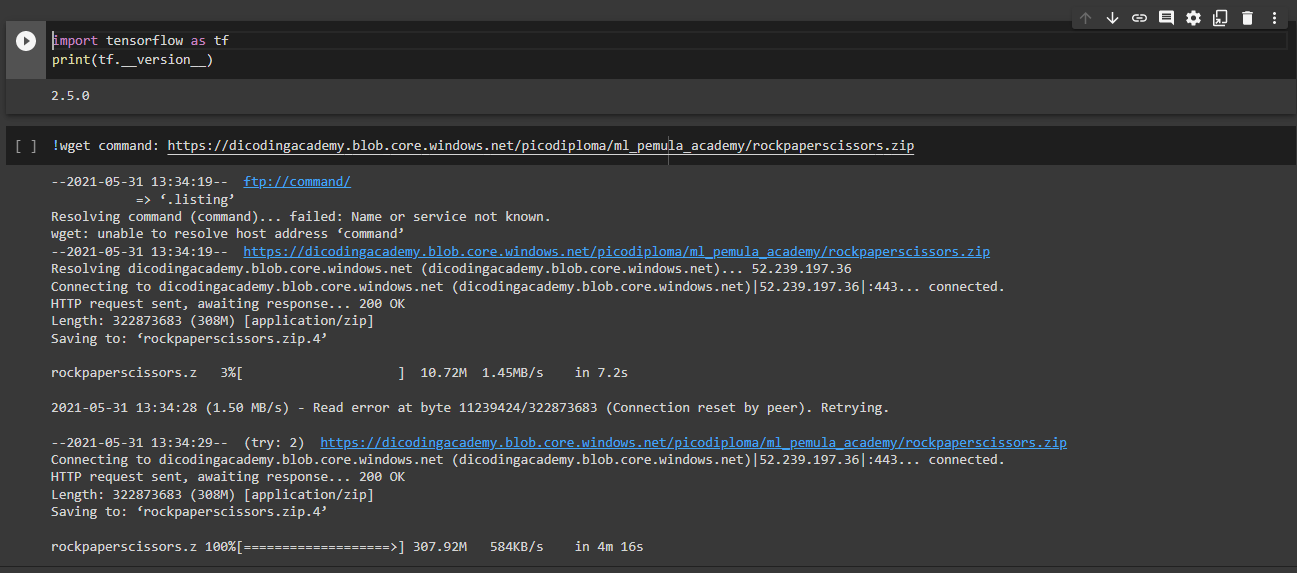 import tensorflow as tf
print(tf.__version__)
2.5.0
[ ] !wget command: https://dicodingacademy.blob.core.windows.net/picodiploma/ml_pemula_academy/rockpaperscissors.zip
--2021-05-31 13:34:19--  ftp://command/
           => ‘.listing’
Resolving command (command)... failed: Name or service not known.
wget: unable to resolve host address ‘command’
--2021-05-31 13:34:19--  https://dicodingacademy.blob.core.windows.net/picodiploma/ml_pemula_academy/rockpaperscissors.zip
Resolving dicodingacademy.blob.core.windows.net (dicodingacademy.blob.core.windows.net)... 52.239.197.36
Connecting to dicodingacademy.blob.core.windows.net (dicodingacademy.blob.core.windows.net)|52.239.197.36|:443... connected.
HTTP request sent, awaiting response... 200 OK
Length: 322873683 (308M) [application/zip]
Saving to: ‘rockpaperscissors.zip.4’
rockpaperscissors.z   3%[                    ]  10.72M  1.45MB/s    in 7.2s
2021-05-31 13:34:28 (1.50 MB/s) - Read error at byte 11239424/322873683 (Connection reset by peer). Retrying.
--2021-05-31 13:34:29--  (try: 2)  https://dicodingacademy.blob.core.windows.net/picodiploma/ml_pemula_academy/rockpaperscissors.zip
Connecting to dicodingacademy.blob.core.windows.net (dicodingacademy.blob.core.windows.net)|52.239.197.36|:443... connected.
HTTP request sent, awaiting response... 200 OK
Length: 322873683 (308M) [application/zip]
Saving to: ‘rockpaperscissors.zip.4’
rockpaperscissors.z 100%[===================>] 307.92M   584KB/s    in 4m 16s